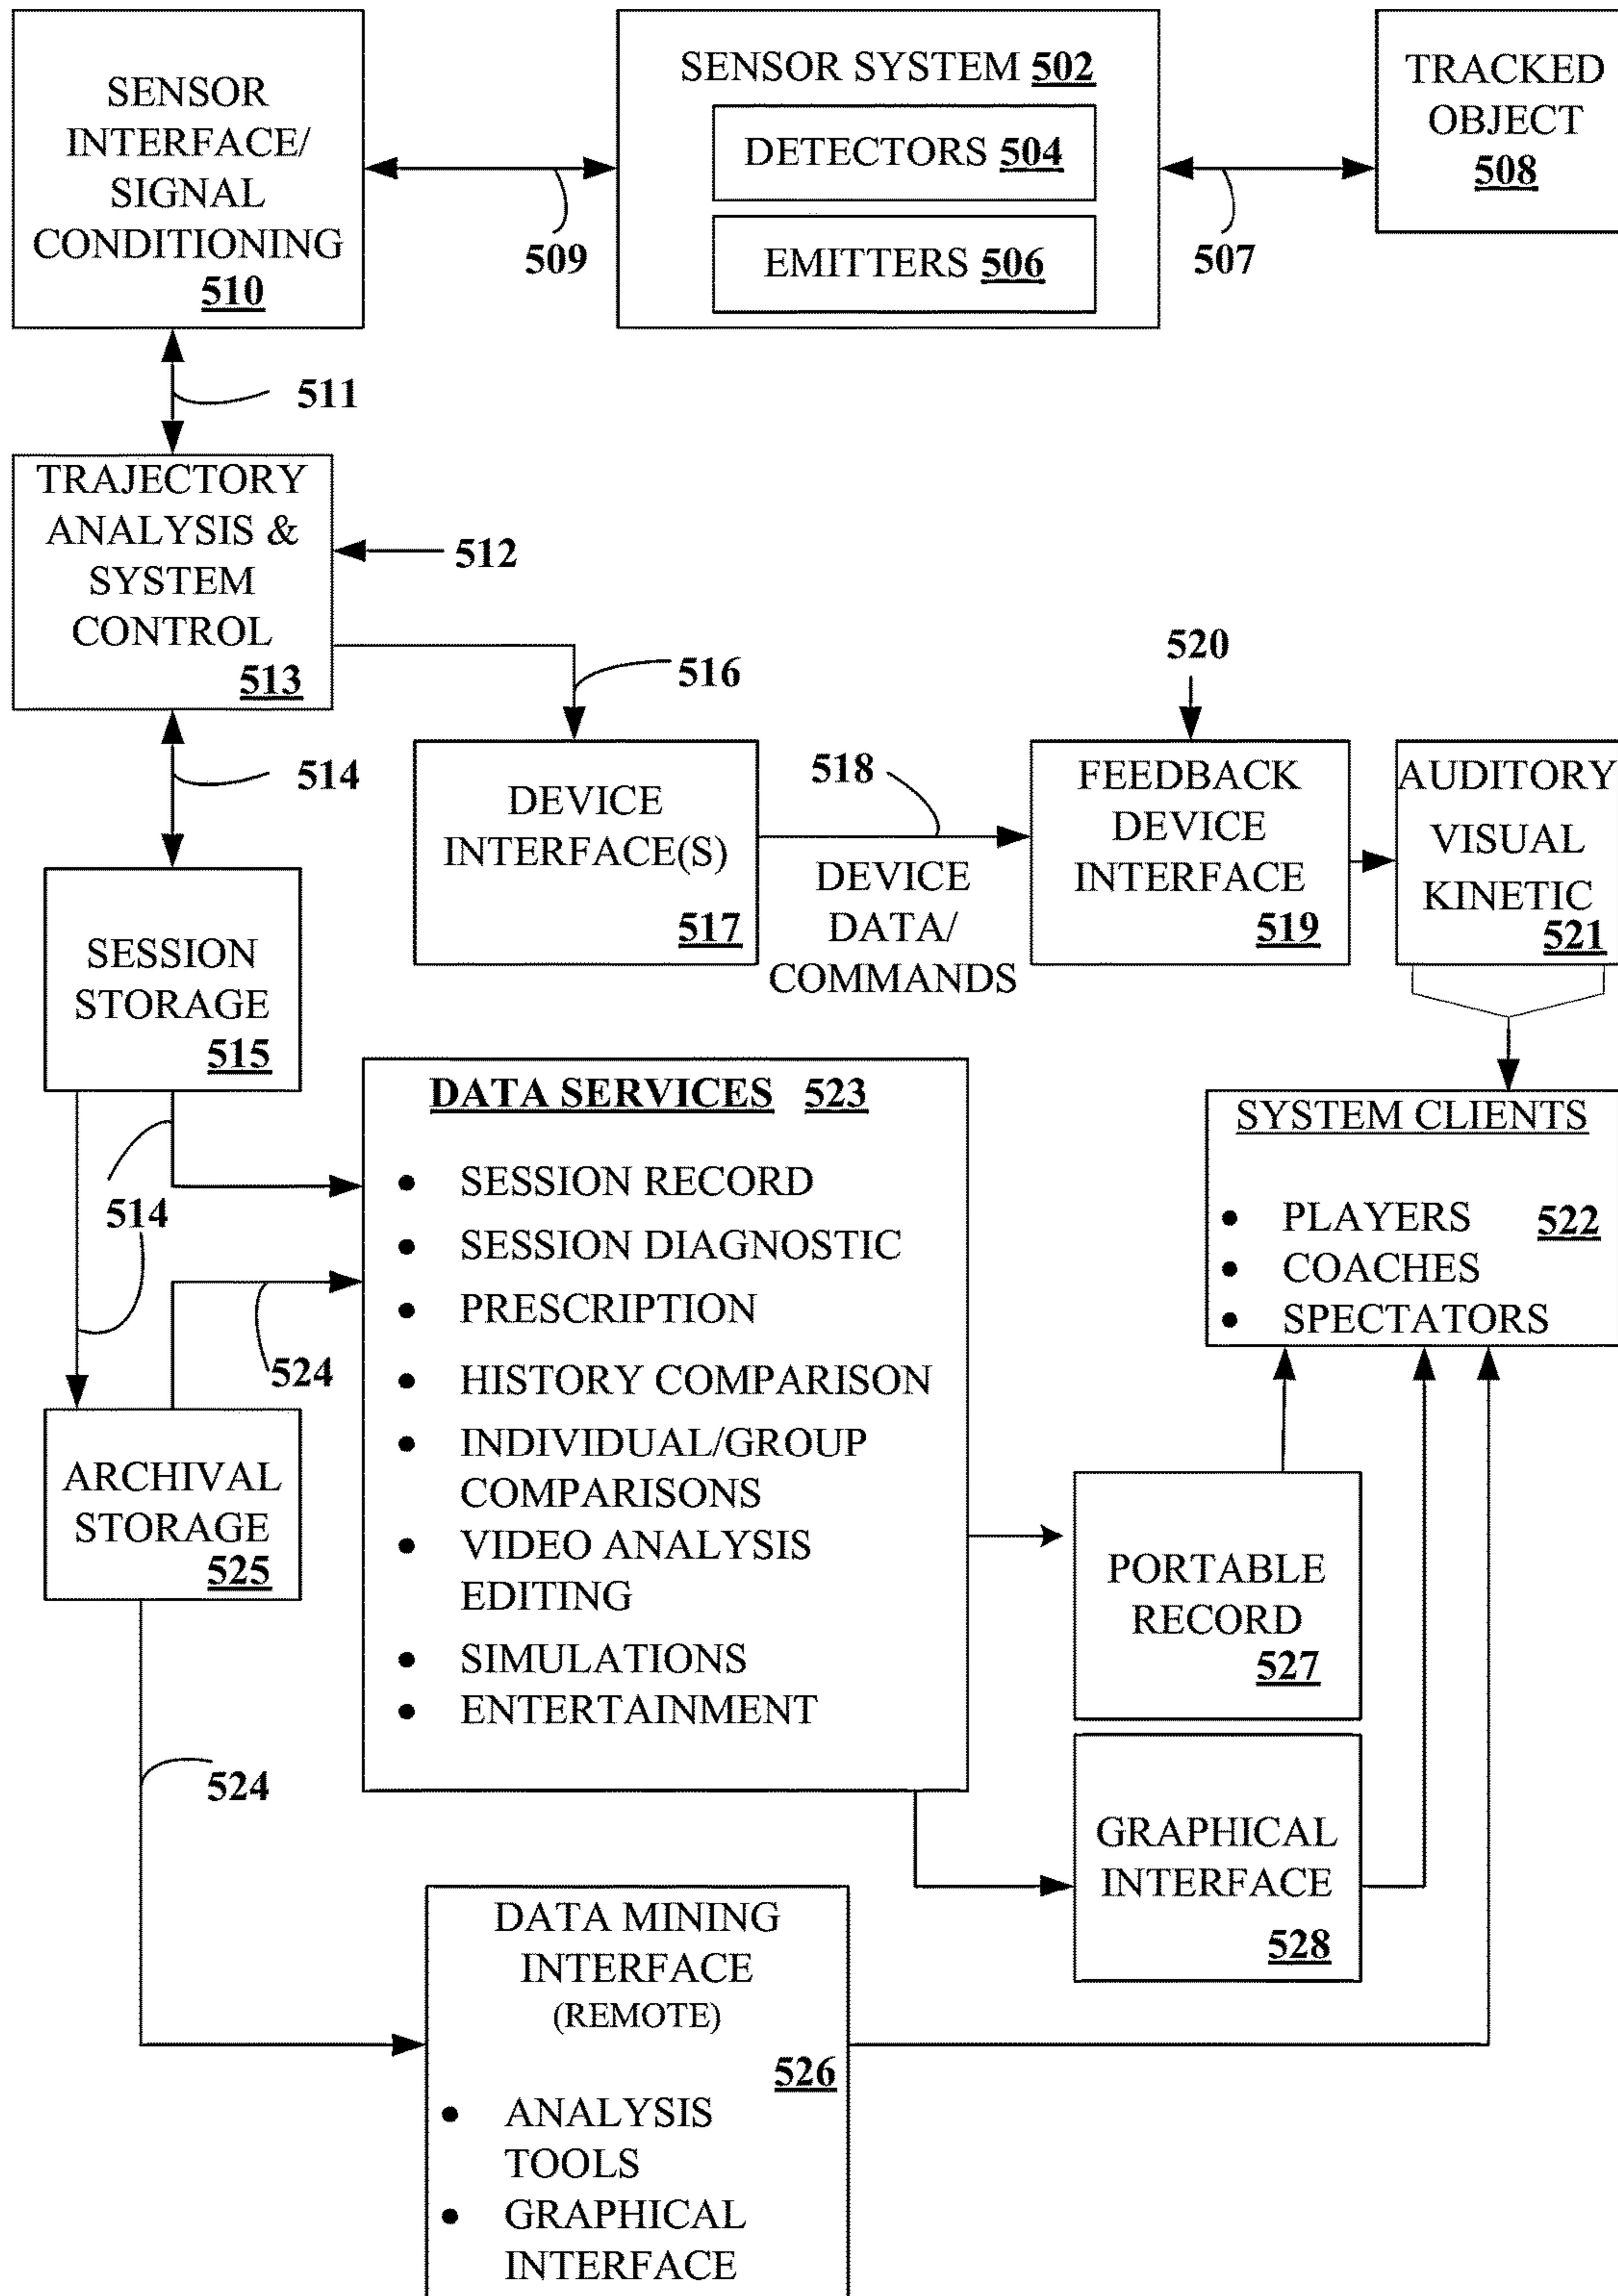 SENSOR
INTERFACE/
SIGNAL
CONDITIONING
510
SENSOR SYSTEM 502
DETECTORS 504
EMITTERS 506
TRACKED
OBJECT
508
509
507
511
TRAJECTORY
ANALYSIS &
SYSTEM
CONTROL
513
512
516
520
514
DEVICE
INTERFACE(S)
517
518
DEVICE
DATA/
COMMANDS
FEEDBACK
DEVICE
INTERFACE
519
AUDITORY
VISUAL
KINETIC
521
SESSION
STORAGE
515
514
524
DATA SERVICES 523
• SESSION RECORD
• SESSION DIAGNOSTIC
• PRESCRIPTION
• HISTORY COMPARISON
• INDIVIDUAL/GROUP
COMPARISONS
• VIDEO ANALYSIS
EDITING
• SIMULATIONS
• ENTERTAINMENT
SYSTEM CLIENTS
522
• PLAYERS
• COACHES
• SPECTATORS
ARCHIVAL
STORAGE
525
PORTABLE
RECORD
527
524
GRAPHICAL
INTERFACE
528
DATA MINING
INTERFACE
(REMOTE)
526
• ANALYSIS
TOOLS
• GRAPHICAL
INTERFACE